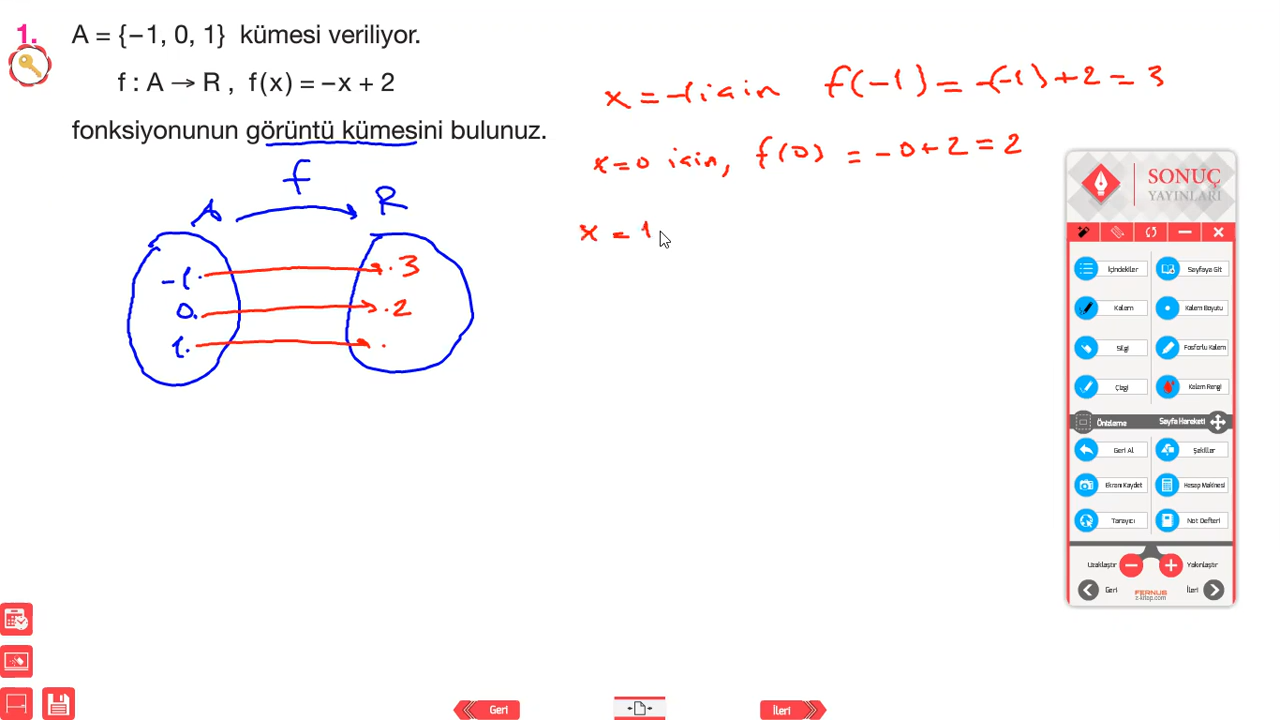 1. A = {−1, 0, 1} kümesi veriliyor.
f : A → R , f(x) = −x + 2
fonksiyonunun görüntü kümesini bulunuz.
x = -1 için f(-1) = -(-1) + 2 = 3
x=0 için, f(0) = -0+2 = 2
x = 1
f
A R
-1 . . 3
0 . . 2
1 . .
SONUÇ
YAYINLARI
İçindekiler
Sayfaya Git
Kalem
Kalem Boyutu
Silgi
Fosforlu Kalem
Çizgi
Kalem Rengi
Önizleme
Sayfa Hareketi
Geri Al
Şekiller
Ekranı Kaydet
Hesap Makinesi
Tarayıcı
Not Defteri
Uzaklaştır
Yakınlaştır
Geri
FERNUS
z-kitap.com
İleri
Geri
İleri